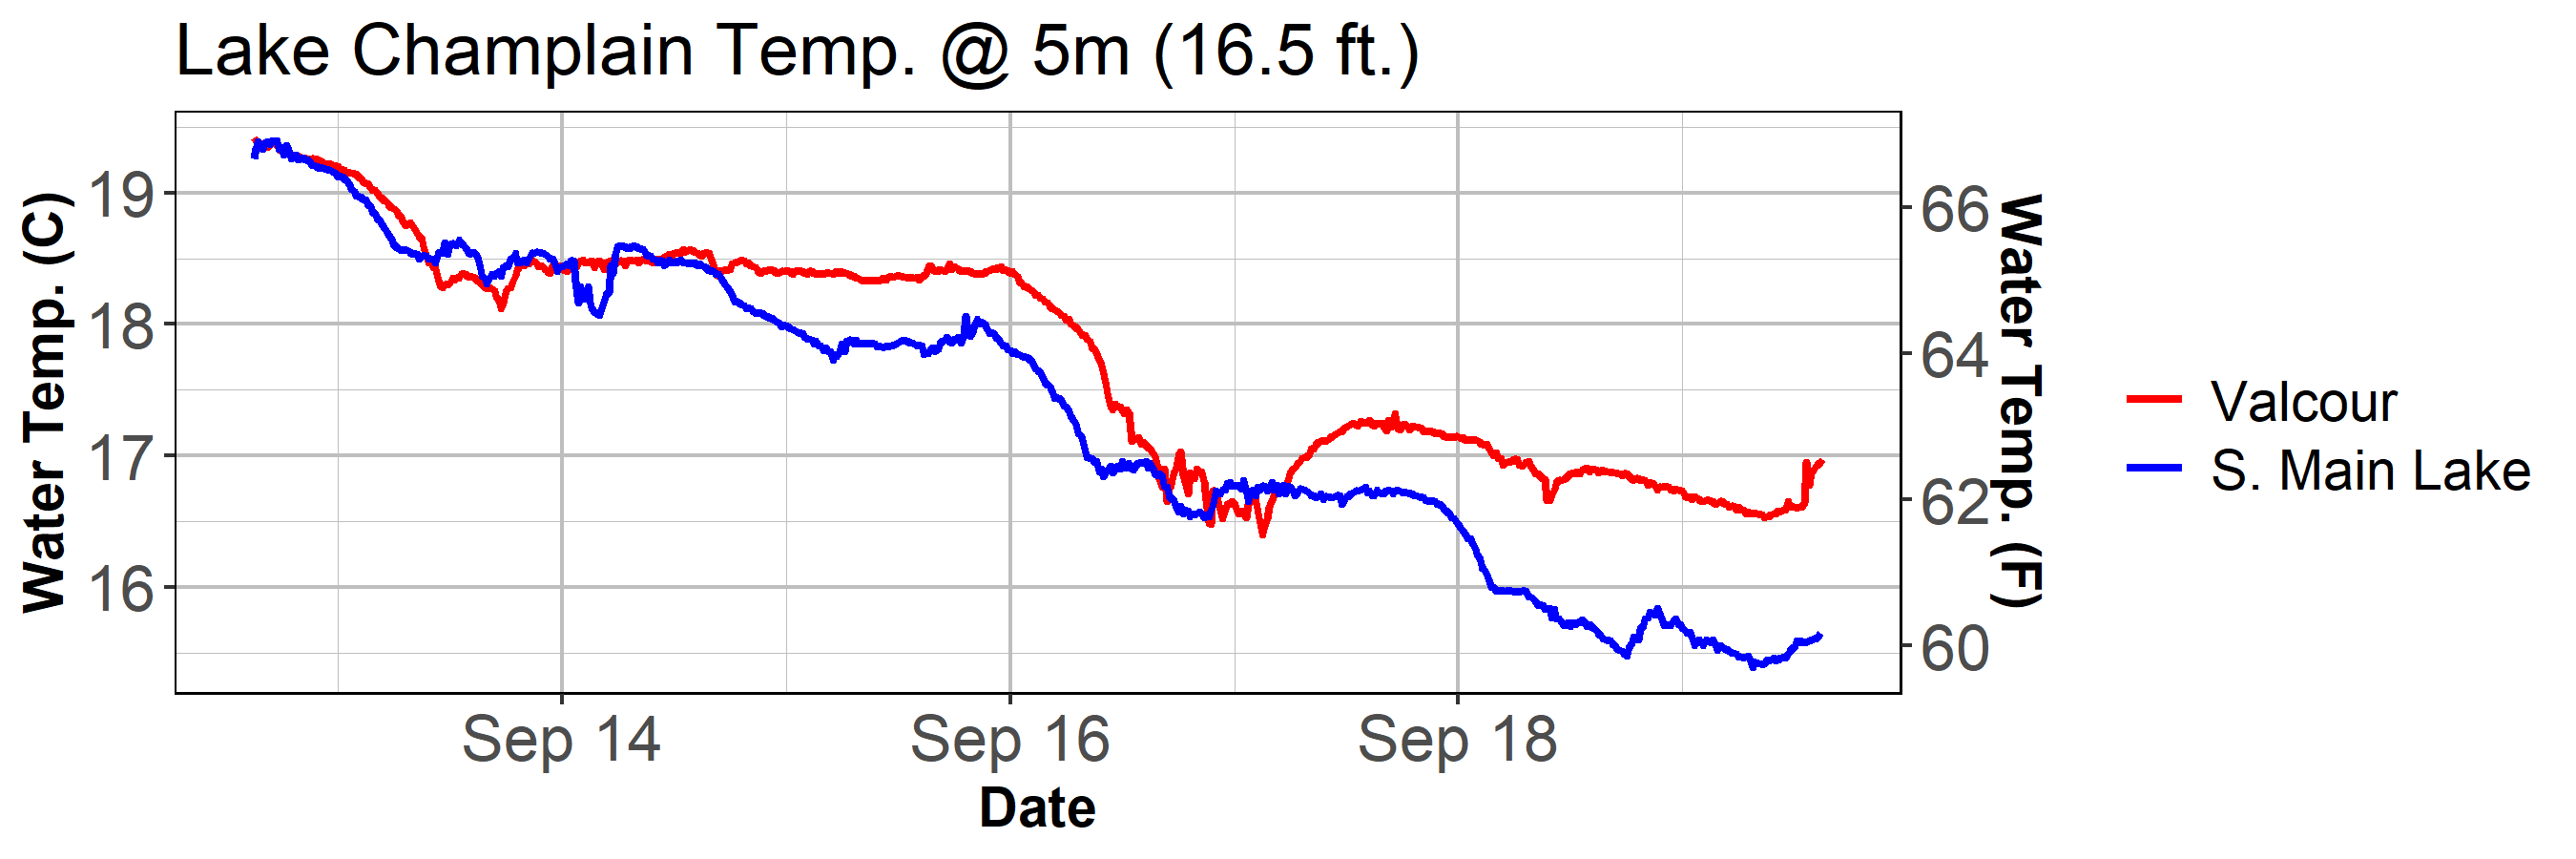 Lake Champlain Temp. @ 5m (16.5 ft.)
Water Temp. (C)
19
18
17
16
66
64
62
60
Water Temp. (F)
Sep 14
Sep 16
Sep 18
Date
Valcour
S. Main Lake